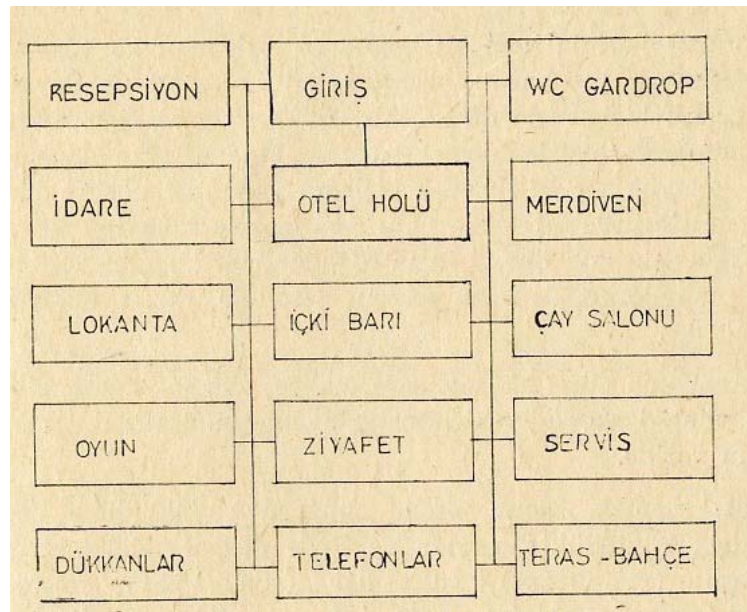 RESEPSİYON
GİRİŞ
WC GARDROP
İDARE
OTEL HOLÜ
MERDİVEN
LOKANTA
İÇKİ BARI
ÇAY SALONU
OYUN
ZİYAFET
SERVİS
DÜKKANLAR
TELEFONLAR
TERAS-BAHÇE